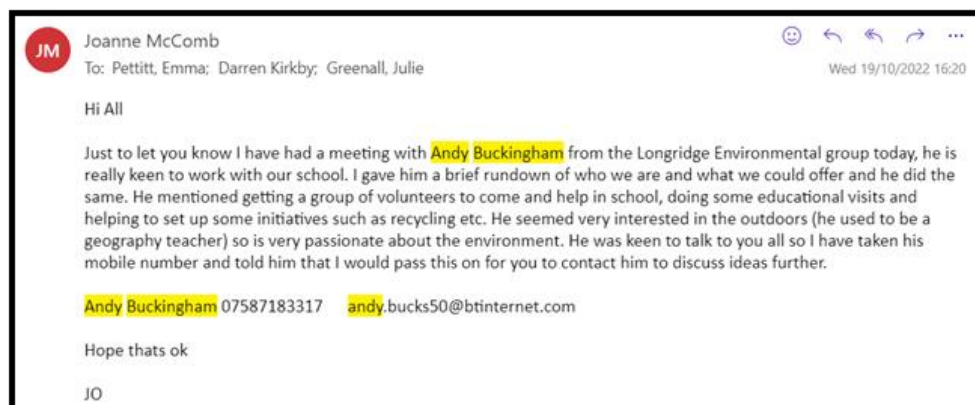 JM
Joanne McComb
To: Pettitt, Emma; Darren Kirkby; Greenall, Julie
Wed 19/10/2022 16:20
Hi All
Just to let you know I have had a meeting with Andy Buckingham from the Longridge Environmental group today, he is
really keen to work with our school. I gave him a brief rundown of who we are and what we could offer and he did the
same. He mentioned getting a group of volunteers to come and help in school, doing some educational visits and
helping to set up some initiatives such as recycling etc. He seemed very interested in the outdoors (he used to be a
geography teacher) so is very passionate about the environment. He was keen to talk to you all so I have taken his
mobile number and told him that I would pass this on for you to contact him to discuss ideas further.
Andy Buckingham 07587183317 andy.bucks50@btinternet.com
Hope thats ok
JO